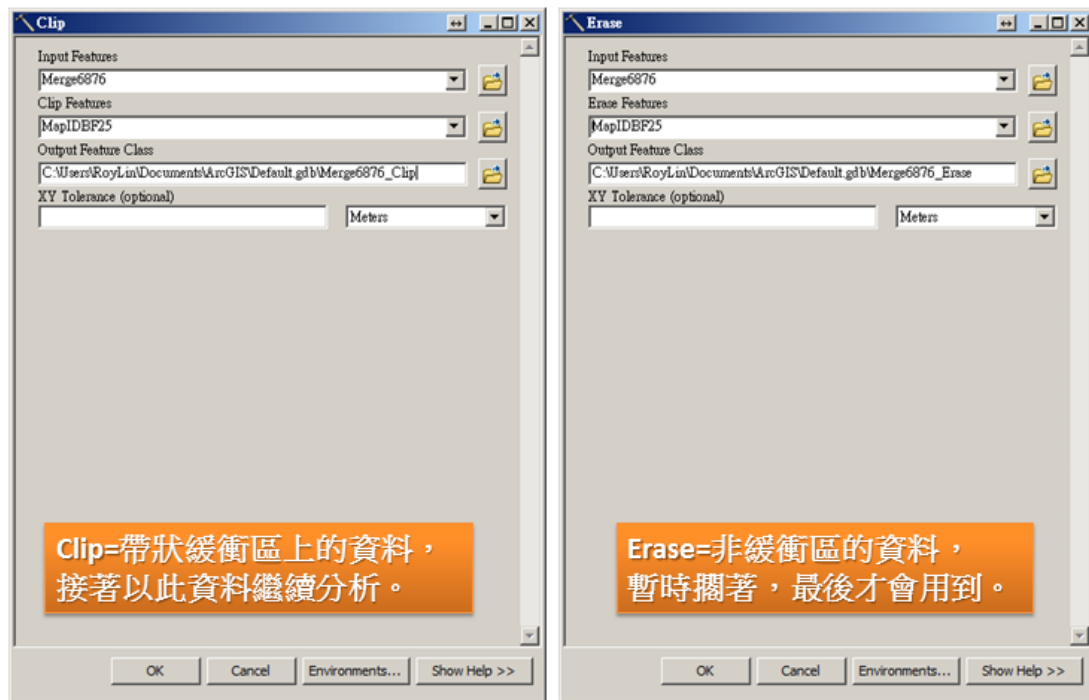 Clip
Input Features
Merge6876
Clip Features
MapIDBF25
Output Feature Class
C:\Users\RoyLin\Documents\ArcGIS\Default.gdb\Merge6876_Clip
XY Tolerance (optional)
Meters
Clip=帶狀緩衝區上的資料，
接著以此資料繼續分析。
OK
Cancel
Environments...
Show Help >>
Erase
Input Features
Merge6876
Erase Features
MapIDBF25
Output Feature Class
C:\Users\RoyLin\Documents\ArcGIS\Default.gdb\Merge6876_Erase
XY Tolerance (optional)
Meters
Erase=非緩衝區的資料，
暫時擱著，最後才會用到。
OK
Cancel
Environments...
Show Help >>